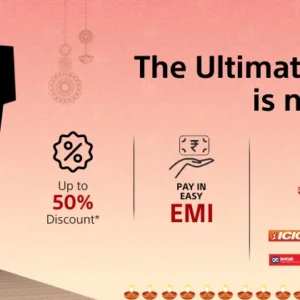 The Ultimat
is n
Up to
50%
Discount*
PAY IN
EASY
EMI
₹
ICIC
kotak